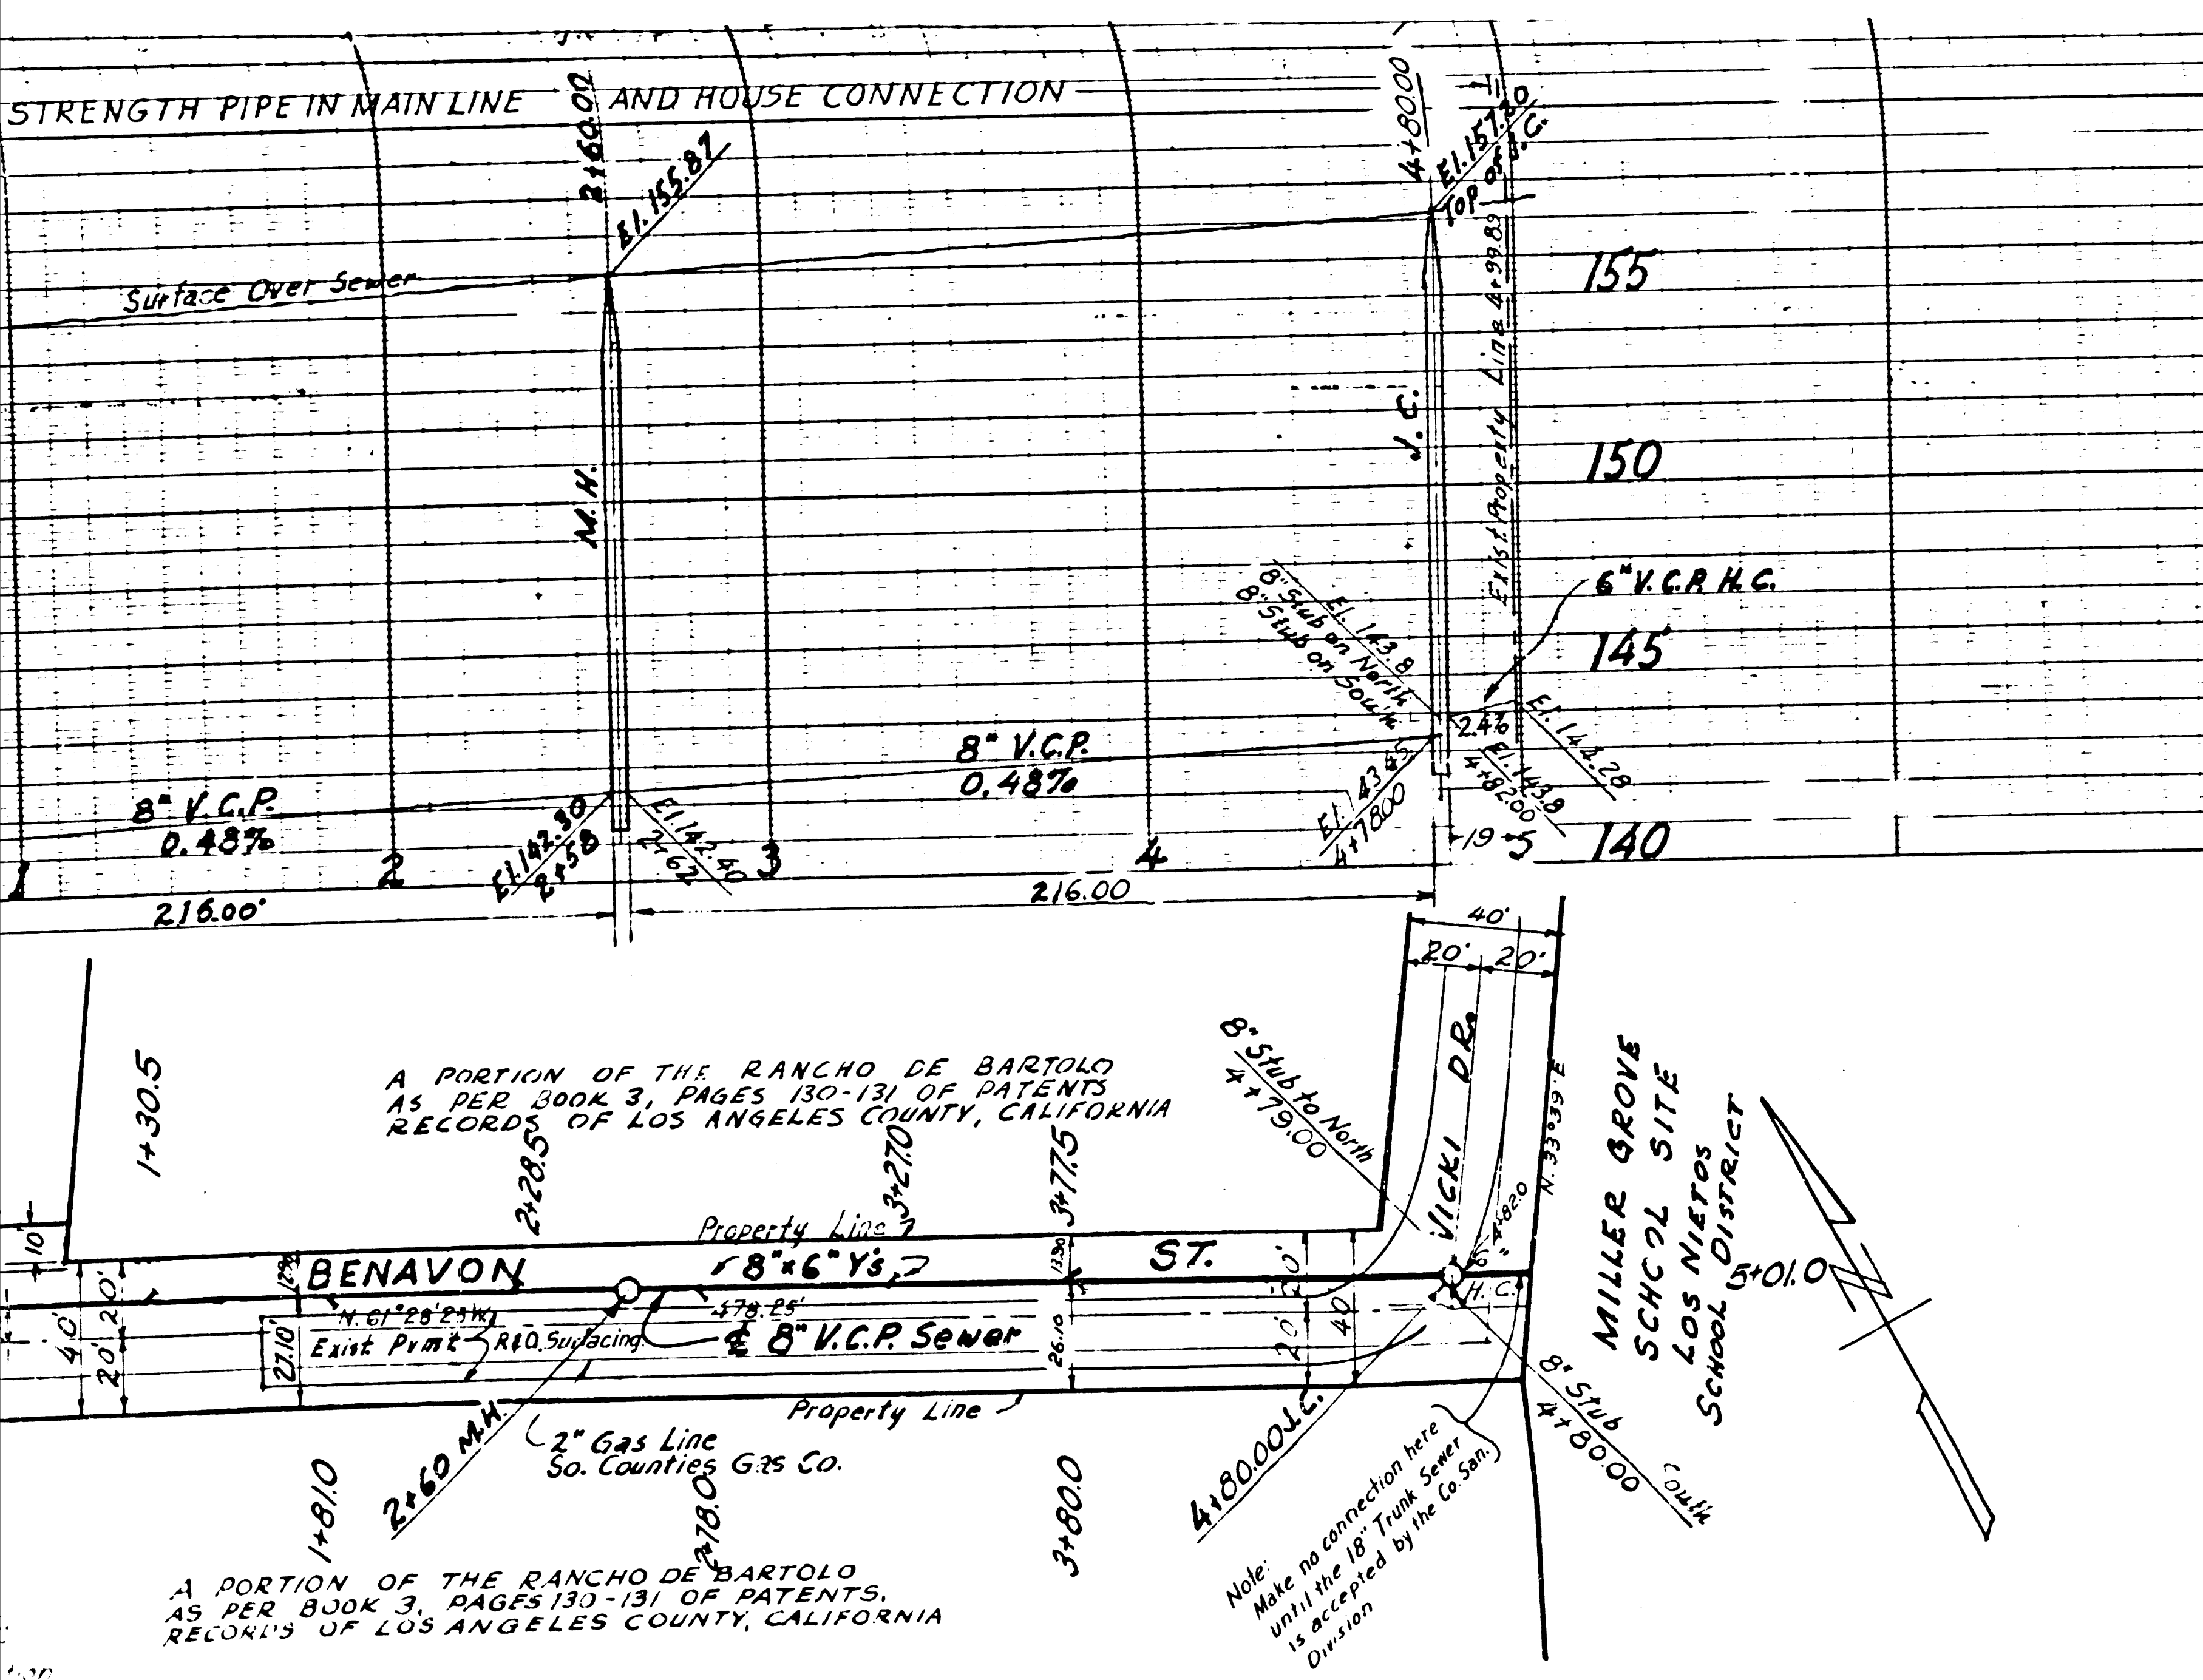 STRENGTH PIPE IN MAIN LINE AND HOUSE CONNECTION
2+60.00
El. 155.87
4+80.00
El. 157.20
Top of J.C.
Surface Over Sewer
M.H.
J.C.
Exist. Property Line 4+99.89
155
150
145
140
6" V.C.P. H.C.
El. 143.8
8" Stub on North
8" Stub on South
2.4%
El. 144.28
El. 143.8
4+82.00
8" V.C.P.
0.48%
8" V.C.P.
0.48%
El. 142.30
2+58
El. 142.40
2+62
El. 143.45
4+78.00
19
5
1
2
3
4
216.00'
216.00
40'
20'
20'
VICKI DR.
N. 33°39' E
1+30.5
A PORTION OF THE RANCHO DE BARTOLO
AS PER BOOK 3, PAGES 130-131 OF PATENTS
RECORDS OF LOS ANGELES COUNTY, CALIFORNIA
2+28.5
3+27.0
3+77.5
8" Stub to North
4+79.00
MILLER GROVE
SCHOOL SITE
LOS NIETOS
SCHOOL DISTRICT
5+01.0
10'
Property Line
BENAVON
8"x6" Y's
13.90
ST.
6"
4+82.0
H.C.
40'
20'
20'
27.10'
N. 61°28'23"W
478.25'
Exist Pvmt
R&O. Surfacing
℄ 8" V.C.P. Sewer
26.10
20'
20'
40
Property Line
2" Gas Line
So. Counties Gas Co.
2+60 M.H.
4+80.00 J.C.
8" Stub
4+80.00
South
1+81.0
2+78.0
3+80.0
Note:
Make no connection here
until the 18" Trunk Sewer
is accepted by the Co. San.
Division
A PORTION OF THE RANCHO DE BARTOLO
AS PER BOOK 3, PAGES 130-131 OF PATENTS,
RECORDS OF LOS ANGELES COUNTY, CALIFORNIA